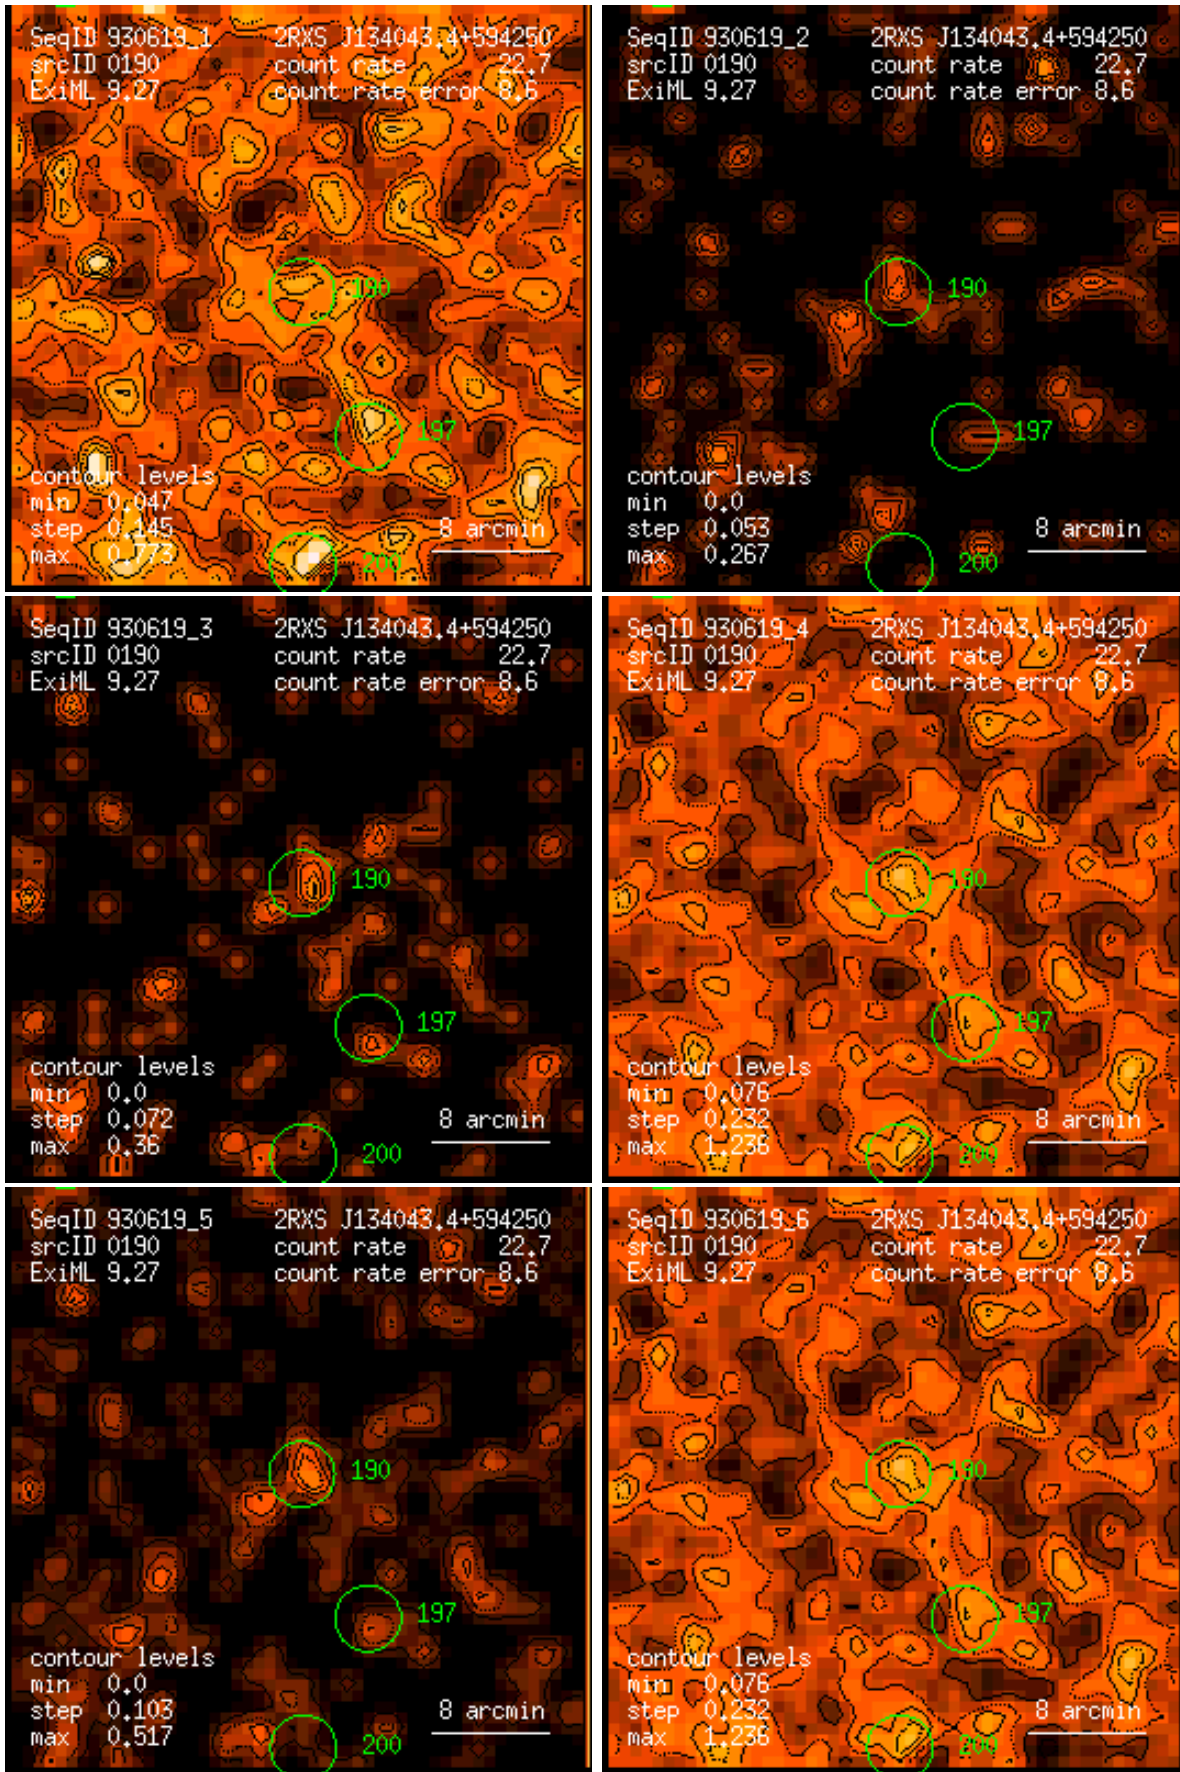 SeqID 930619_1 2RXS J134043.4+594250
srcID 0190 count rate 22.7
ExiML 9.27 count rate error 8.6
190
197
contour levels
min 0.047
step 0.145 8 arcmin
max 0.773 200
SeqID 930619_2 2RXS J134043.4+594250
srcID 0190 count rate 22.7
ExiML 9.27 count rate error 8.6
190
197
contour levels
min 0.0
step 0.053 8 arcmin
max 0.267 200
SeqID 930619_3 2RXS J134043.4+594250
srcID 0190 count rate 22.7
ExiML 9.27 count rate error 8.6
190
197
contour levels
min 0.0
step 0.072 8 arcmin
max 0.36 200
SeqID 930619_4 2RXS J134043.4+594250
srcID 0190 count rate 22.7
ExiML 9.27 count rate error 8.6
190
197
contour levels
min 0.076
step 0.232 8 arcmin
max 1.236 200
SeqID 930619_5 2RXS J134043.4+594250
srcID 0190 count rate 22.7
ExiML 9.27 count rate error 8.6
190
197
contour levels
min 0.0
step 0.103 8 arcmin
max 0.517 200
SeqID 930619_6 2RXS J134043.4+594250
srcID 0190 count rate 22.7
ExiML 9.27 count rate error 8.6
190
197
contour levels
min 0.076
step 0.232 8 arcmin
max 1.236 200